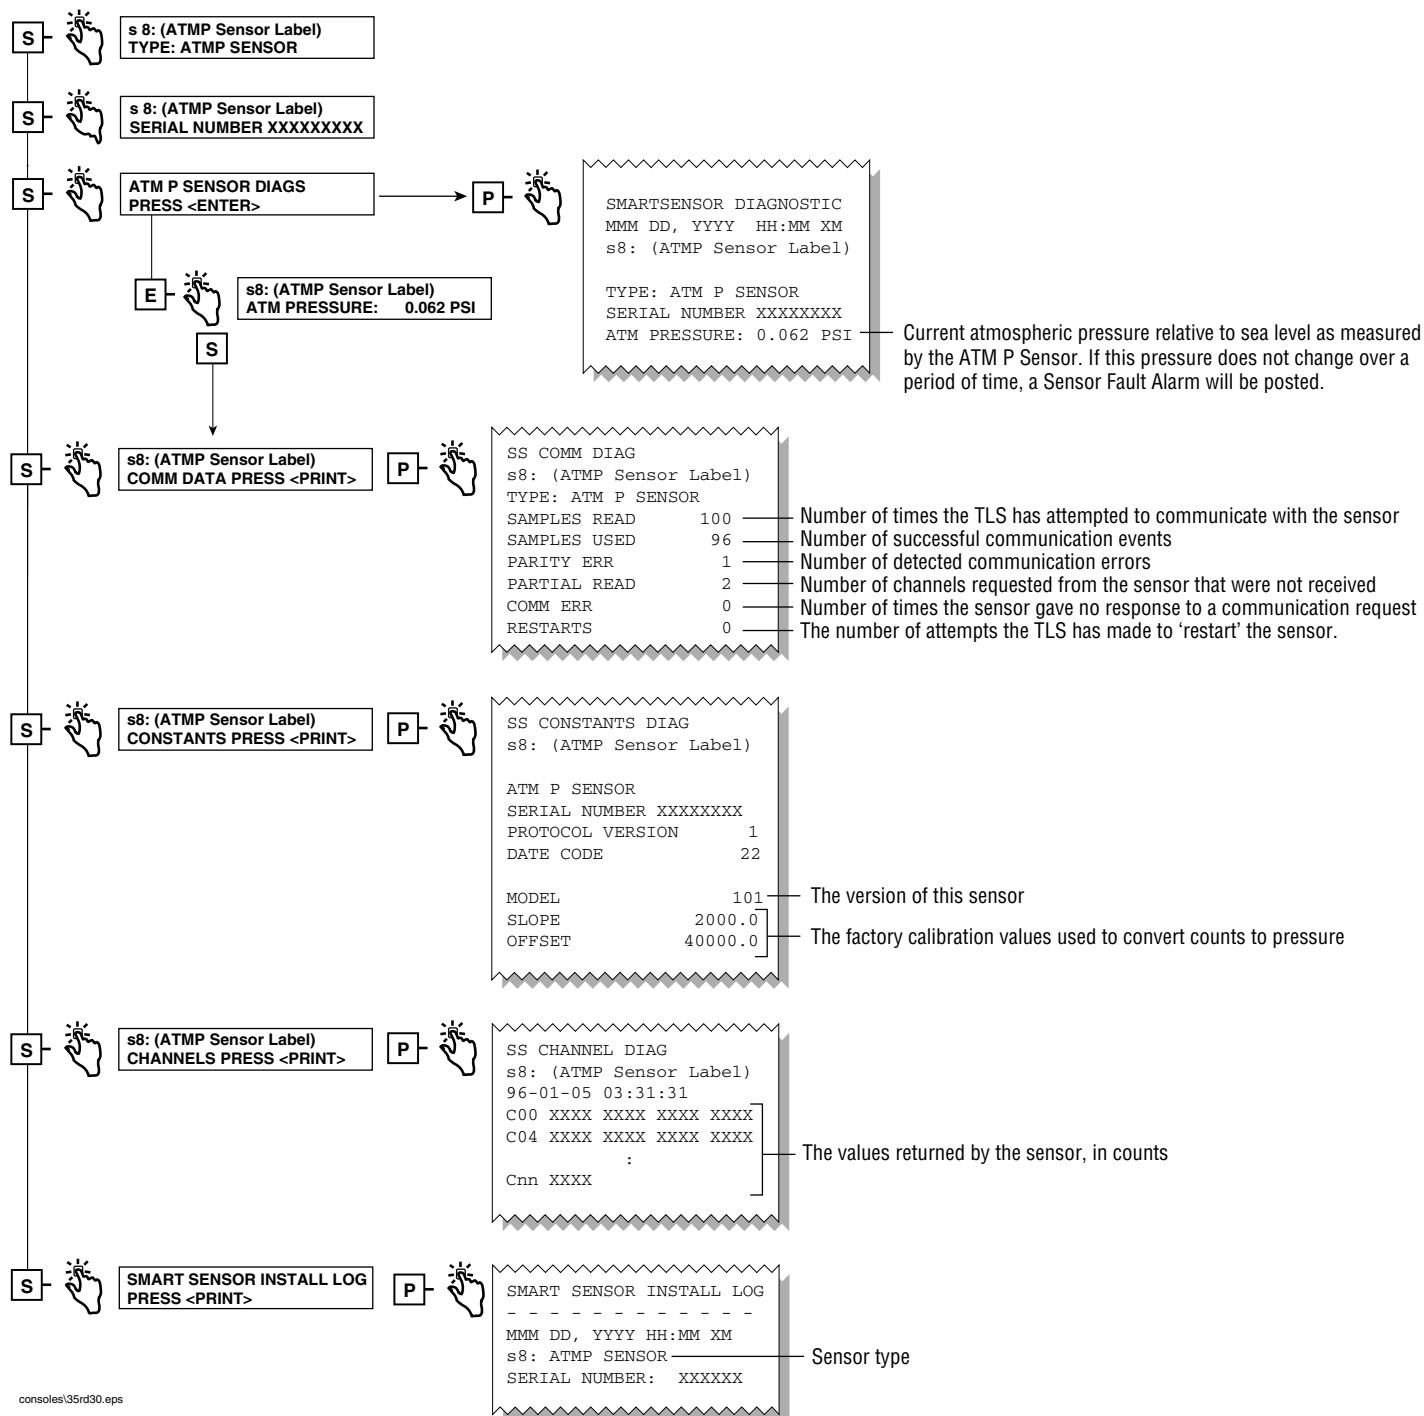 S
s 8: (ATMP Sensor Label)
TYPE: ATMP SENSOR
S
s 8: (ATMP Sensor Label)
SERIAL NUMBER XXXXXXXXX
S
ATM P SENSOR DIAGS
PRESS <ENTER>
P
SMARTSENSOR DIAGNOSTIC
MMM DD, YYYY  HH:MM XM
s8: (ATMP Sensor Label)
TYPE: ATM P SENSOR
SERIAL NUMBER XXXXXXXX
ATM PRESSURE: 0.062 PSI
Current atmospheric pressure relative to sea level as measured
by the ATM P Sensor. If this pressure does not change over a
period of time, a Sensor Fault Alarm will be posted.
E
s8: (ATMP Sensor Label)
ATM PRESSURE: 0.062 PSI
S
S
s8: (ATMP Sensor Label)
COMM DATA PRESS <PRINT>
P
SS COMM DIAG
s8: (ATMP Sensor Label)
TYPE: ATM P SENSOR
SAMPLES READ 100 Number of times the TLS has attempted to communicate with the sensor
SAMPLES USED 96 Number of successful communication events
PARITY ERR 1 Number of detected communication errors
PARTIAL READ 2 Number of channels requested from the sensor that were not received
COMM ERR 0 Number of times the sensor gave no response to a communication request
RESTARTS 0 The number of attempts the TLS has made to ‘restart’ the sensor.
S
s8: (ATMP Sensor Label)
CONSTANTS PRESS <PRINT>
P
SS CONSTANTS DIAG
s8: (ATMP Sensor Label)
ATM P SENSOR
SERIAL NUMBER XXXXXXXX
PROTOCOL VERSION 1
DATE CODE 22
MODEL 101 The version of this sensor
SLOPE 2000.0
OFFSET 40000.0
The factory calibration values used to convert counts to pressure
S
s8: (ATMP Sensor Label)
CHANNELS PRESS <PRINT>
P
SS CHANNEL DIAG
s8: (ATMP Sensor Label)
96-01-05 03:31:31
C00 XXXX XXXX XXXX XXXX
C04 XXXX XXXX XXXX XXXX
:
Cnn XXXX
The values returned by the sensor, in counts
S
SMART SENSOR INSTALL LOG
PRESS <PRINT>
P
SMART SENSOR INSTALL LOG
- - - - - - - - - - - -
MMM DD, YYYY HH:MM XM
s8: ATMP SENSOR Sensor type
SERIAL NUMBER: XXXXXX
consoles\35rd30.eps